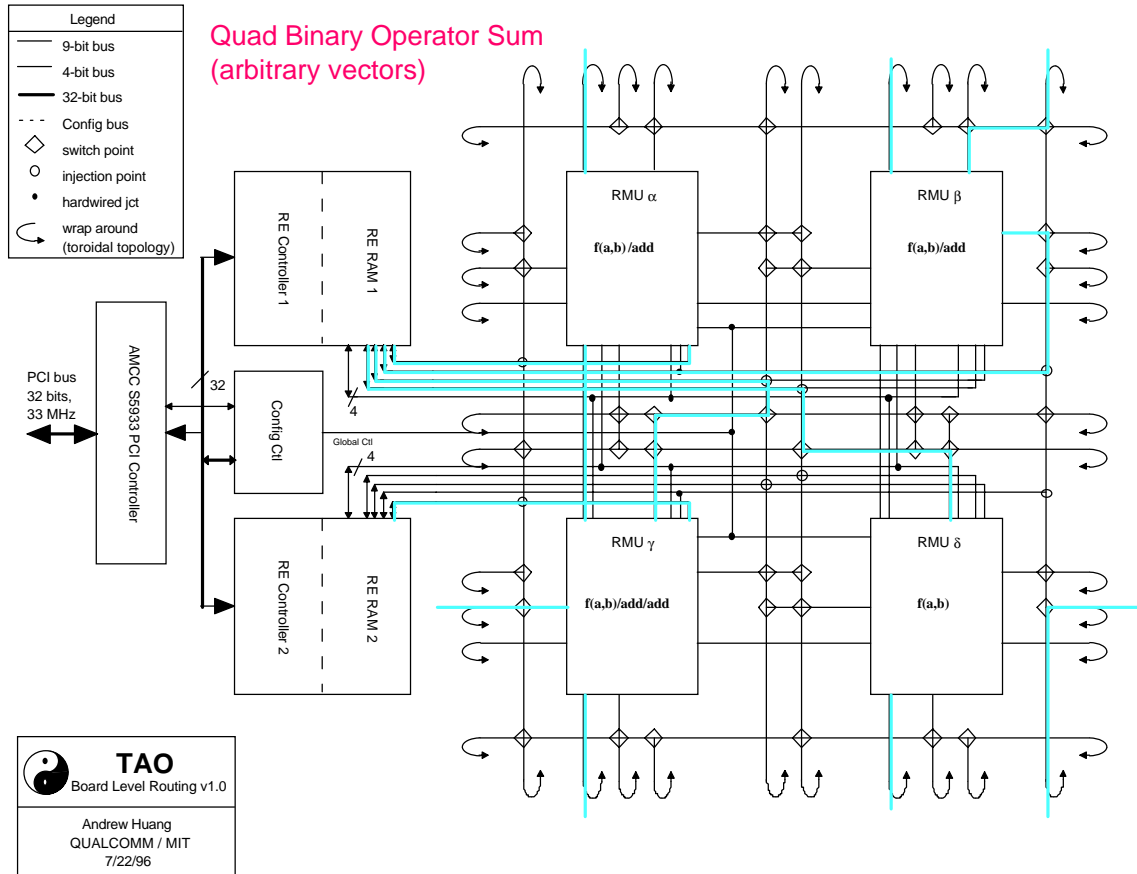 Legend
9-bit bus
4-bit bus
32-bit bus
Config bus
switch point
injection point
hardwired jct
wrap around
(toroidal topology)
Quad Binary Operator Sum
(arbitrary vectors)
RE Controller 1
RE RAM 1
RMU α
f(a,b)/add
RMU β
f(a,b)/add
PCI bus
32 bits,
33 MHz
AMCC S5933 PCI Controller
32
Config Ctl
4
Global Ctl
4
RE Controller 2
RE RAM 2
RMU γ
f(a,b)/add/add
RMU δ
f(a,b)
TAO
Board Level Routing v1.0
Andrew Huang
QUALCOMM / MIT
7/22/96